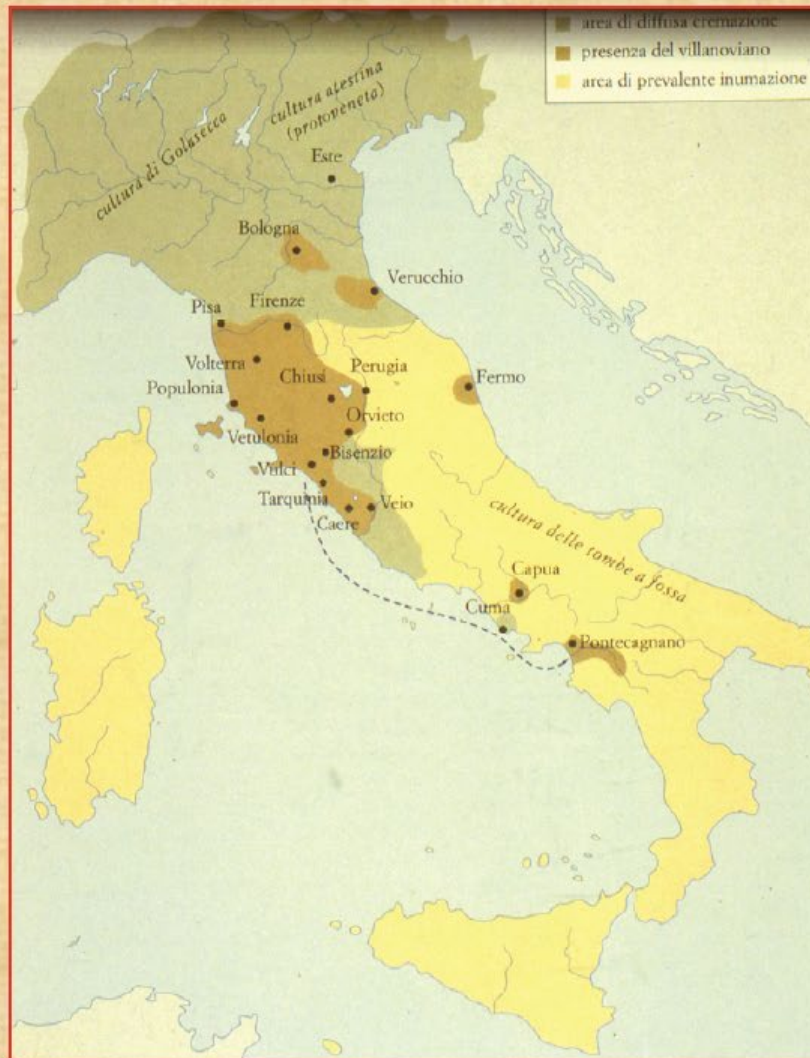 area di diffusa cremazione
presenza del villanoviano
area di prevalente inumazione
cultura di Golasecca
cultura atestina
(protoveneto)
Este
Bologna
Verucchio
Pisa
Firenze
Volterra
Chiusi
Perugia
Fermo
Populonia
Orvieto
Vetulonia
Bisenzio
Vulci
Tarquinia
Veio
Caere
cultura delle tombe a fossa
Capua
Cuma
Pontecagnano